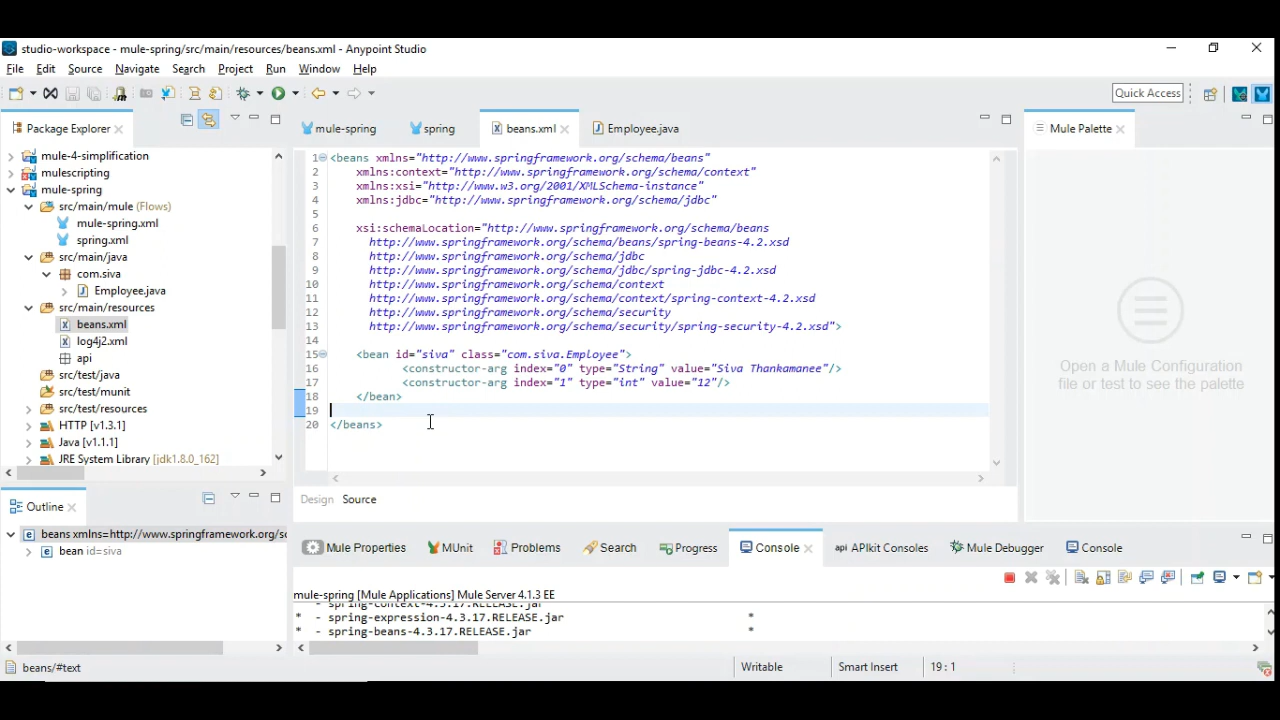 studio-workspace - mule-spring/src/main/resources/beans.xml - Anypoint Studio
File Edit Source Navigate Search Project Run Window Help
Quick Access
Package Explorer
mule-4-simplification
mulescripting
mule-spring
src/main/mule (Flows)
mule-spring.xml
spring.xml
src/main/java
com.siva
Employee.java
src/main/resources
beans.xml
log4j2.xml
api
src/test/java
src/test/munit
src/test/resources
HTTP [v1.3.1]
Java [v1.1.1]
JRE System Library [jdk1.8.0_162]
Outline
beans xmlns=http://www.springframework.org/sc
bean id=siva
mule-spring spring beans.xml Employee.java
1 <beans xmlns="http://www.springframework.org/schema/beans"
2 xmlns:context="http://www.springframework.org/schema/context"
3 xmlns:xsi="http://www.w3.org/2001/XMLSchema-instance"
4 xmlns:jdbc="http://www.springframework.org/schema/jdbc"
5
6 xsi:schemaLocation="http://www.springframework.org/schema/beans
7 http://www.springframework.org/schema/beans/spring-beans-4.2.xsd
8 http://www.springframework.org/schema/jdbc
9 http://www.springframework.org/schema/jdbc/spring-jdbc-4.2.xsd
10 http://www.springframework.org/schema/context
11 http://www.springframework.org/schema/context/spring-context-4.2.xsd
12 http://www.springframework.org/schema/security
13 http://www.springframework.org/schema/security/spring-security-4.2.xsd">
14
15 <bean id="siva" class="com.siva.Employee">
16 <constructor-arg index="0" type="String" value="Siva Thankamanee"/>
17 <constructor-arg index="1" type="int" value="12"/>
18 </bean>
19
20 </beans>
Design Source
Mule Palette
Open a Mule Configuration
file or test to see the palette
Mule Properties MUnit Problems Search Progress Console APIkit Consoles Mule Debugger Console
mule-spring [Mule Applications] Mule Server 4.1.3 EE
- spring-context-4.3.17.RELEASE.jar
* - spring-expression-4.3.17.RELEASE.jar *
* - spring-beans-4.3.17.RELEASE.jar *
beans/#text Writable Smart Insert 19 : 1